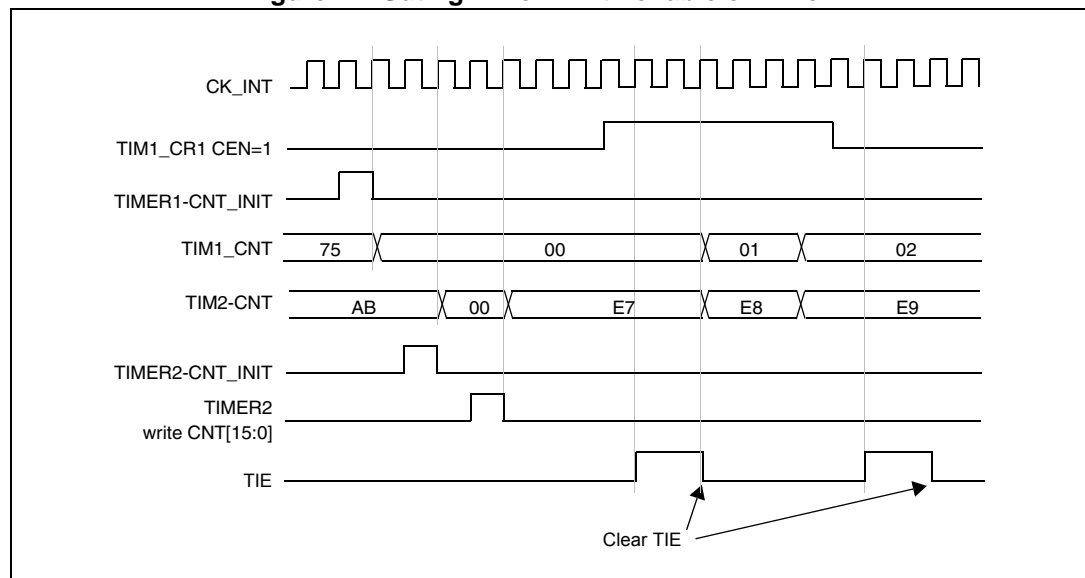 CK_INT
TIM1_CR1 CEN=1
TIMER1-CNT_INIT
TIM1_CNT 75 00 01 02
TIM2-CNT AB 00 E7 E8 E9
TIMER2-CNT_INIT
TIMER2
write CNT[15:0]
TIE
Clear TIE